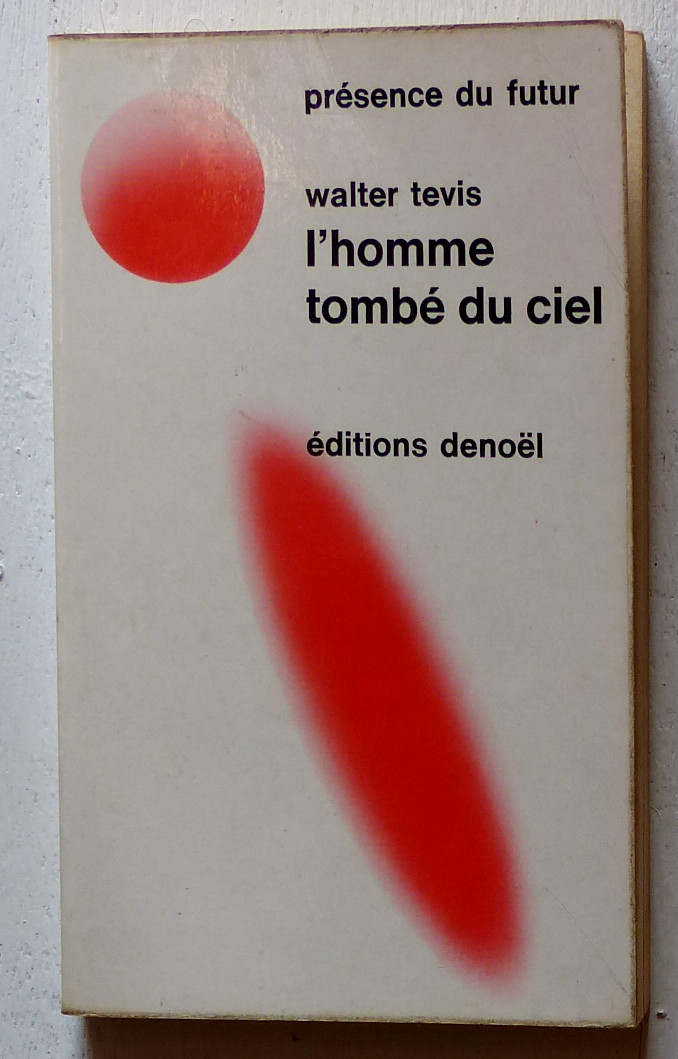 présence du futur
walter tevis
l'homme
tombé du ciel
éditions denoël